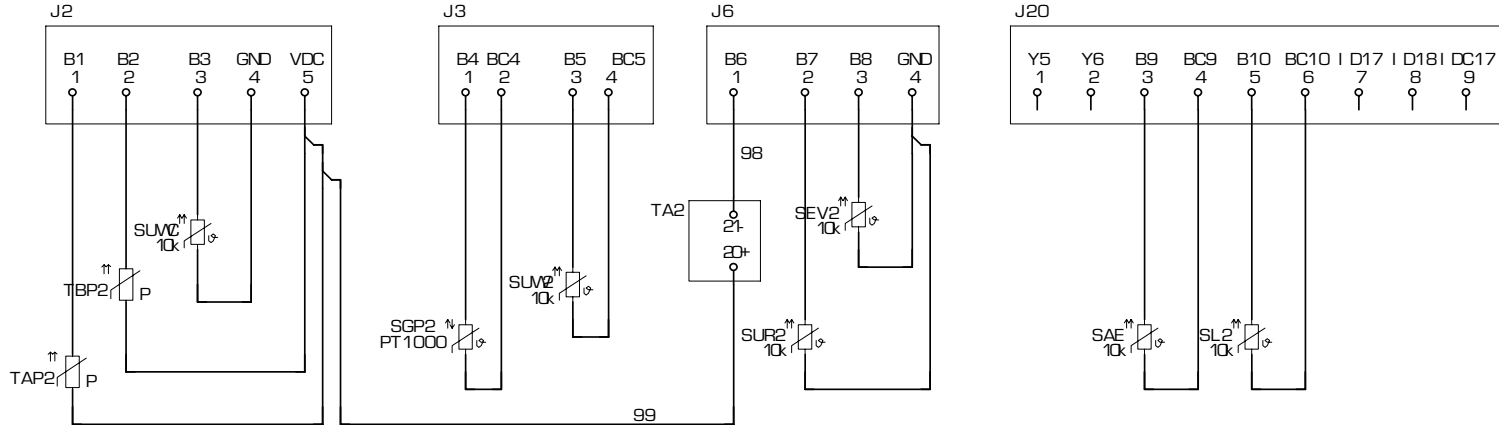 J2 J3 J6 J20
B1 B2 B3 GND VDC B4 BC4 B5 BC5 B6 B7 B8 GND Y5 Y6 B9 BC9 B10 BC10 ID17 ID18 IDC17
1 2 3 4 5 1 2 3 4 1 2 3 4 1 2 3 4 5 6 7 8 9
98
TA2
21-
20+
SEV2
10k
SUWC
10k
TBP2 P
SUW2
10k
SGP2
PT1000
SUR2
10k
SAE
10k
SL2
10k
TAP2 P
99